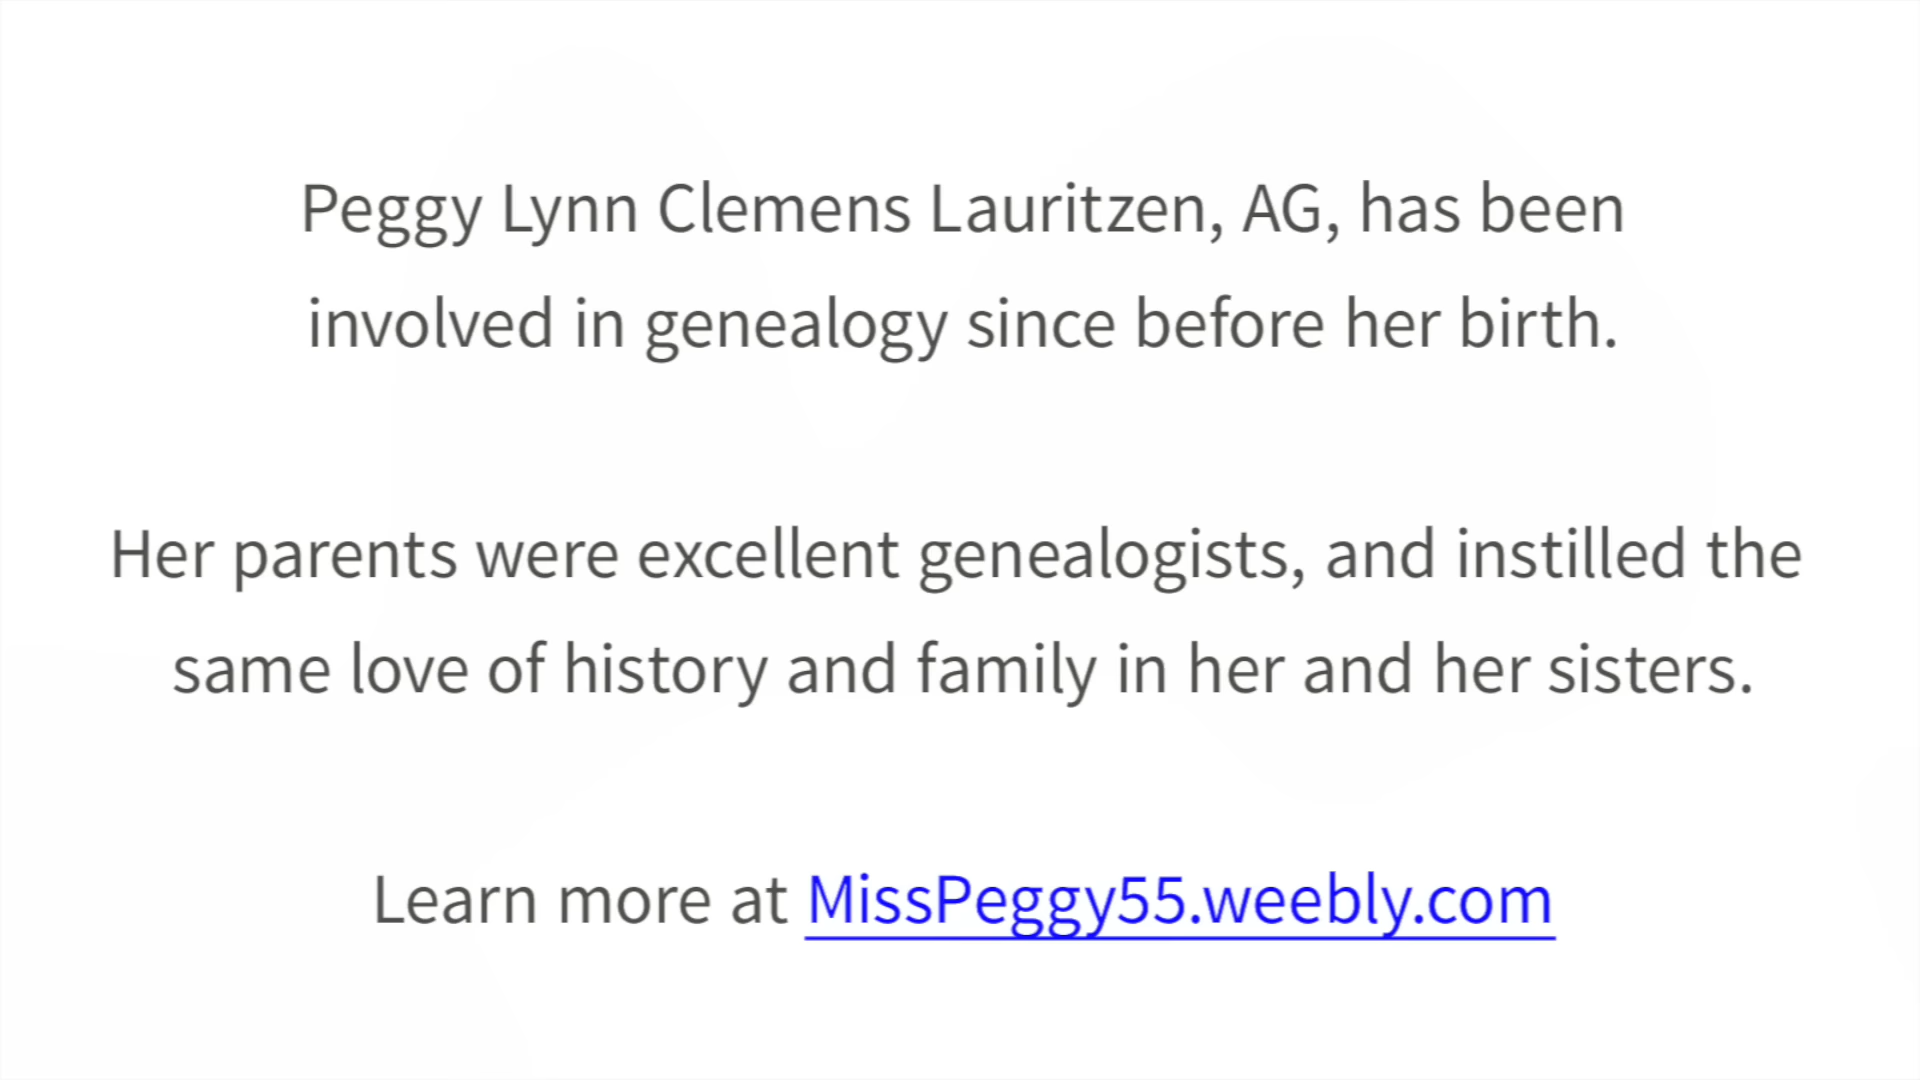 Peggy Lynn Clemens Lauritzen, AG, has been
involved in genealogy since before her birth.
Her parents were excellent genealogists, and instilled the
same love of history and family in her and her sisters.
Learn more at MissPeggy55.weebly.com